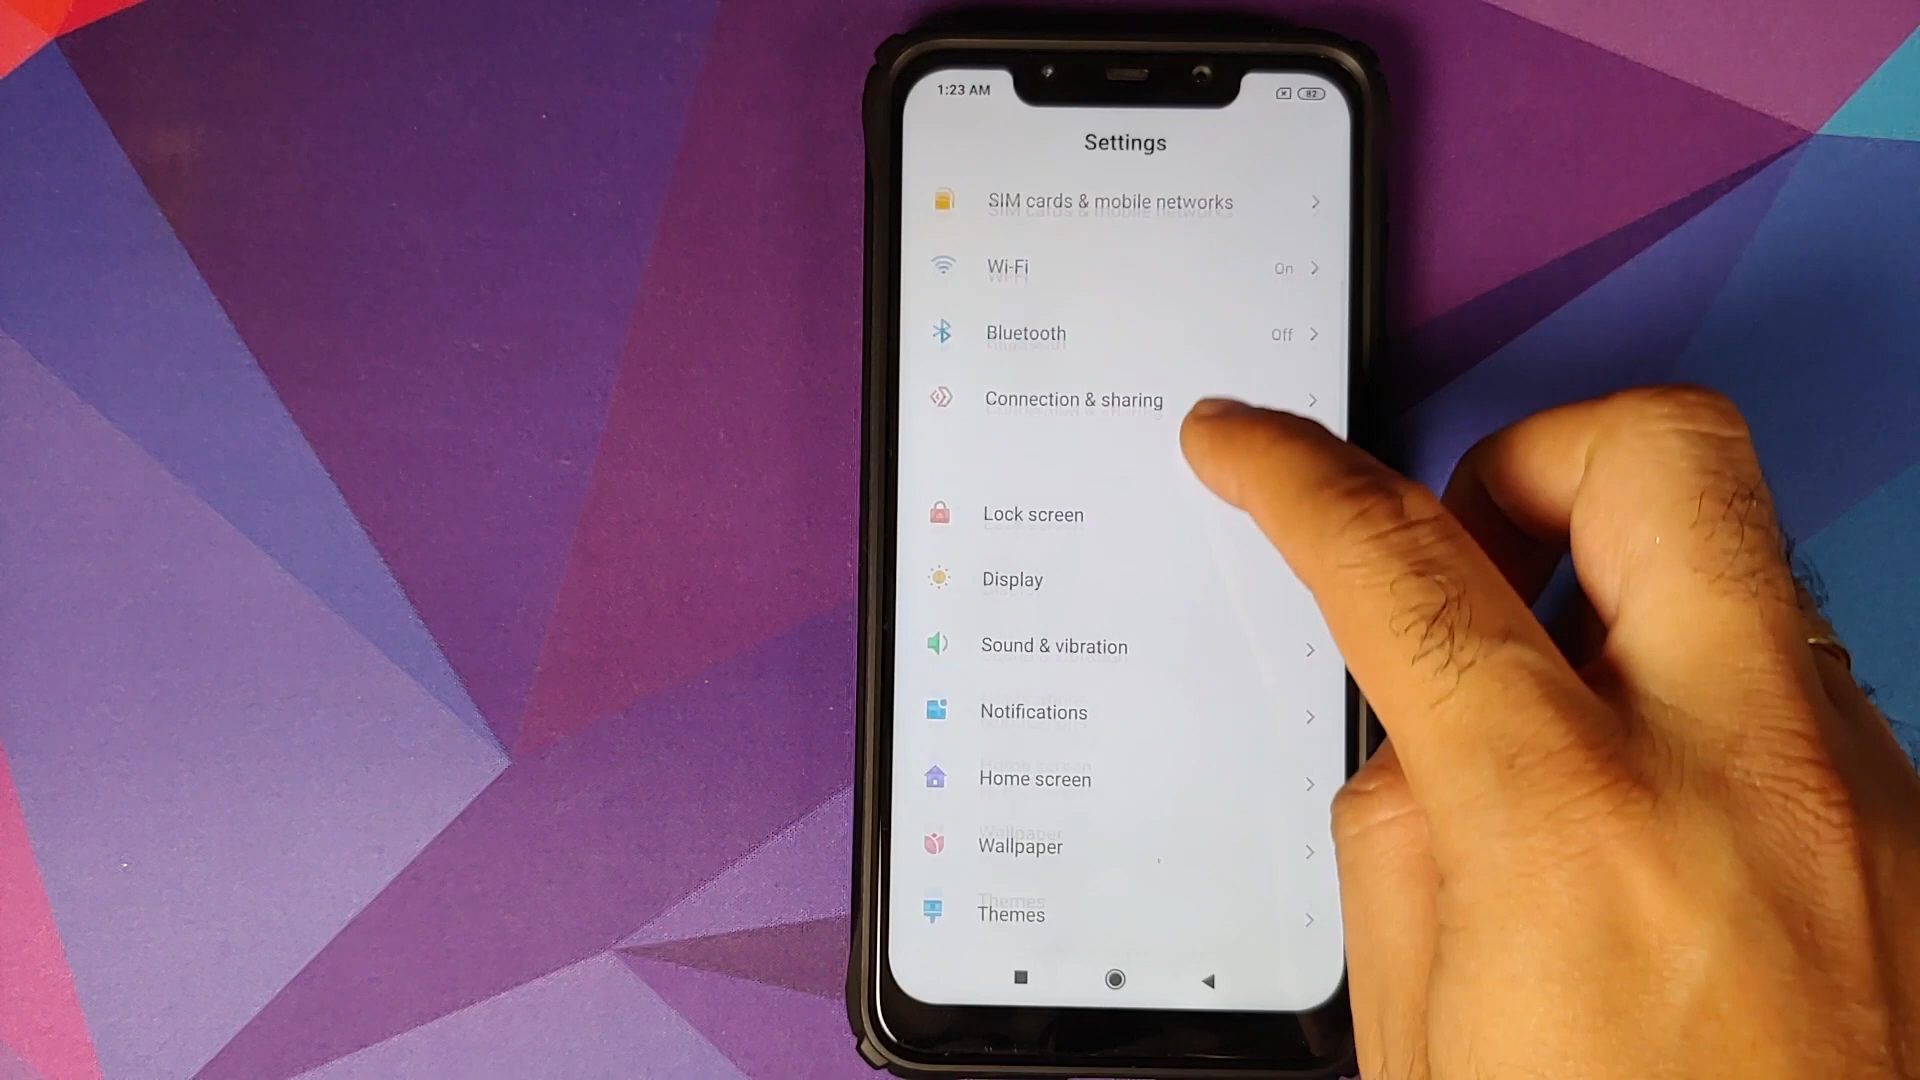 1:23 AM
82
Settings
SIM cards & mobile networks
Wi-Fi On
Bluetooth Off
Connection & sharing
Lock screen
Display
Sound & vibration
Notifications
Home screen
Wallpaper
Themes